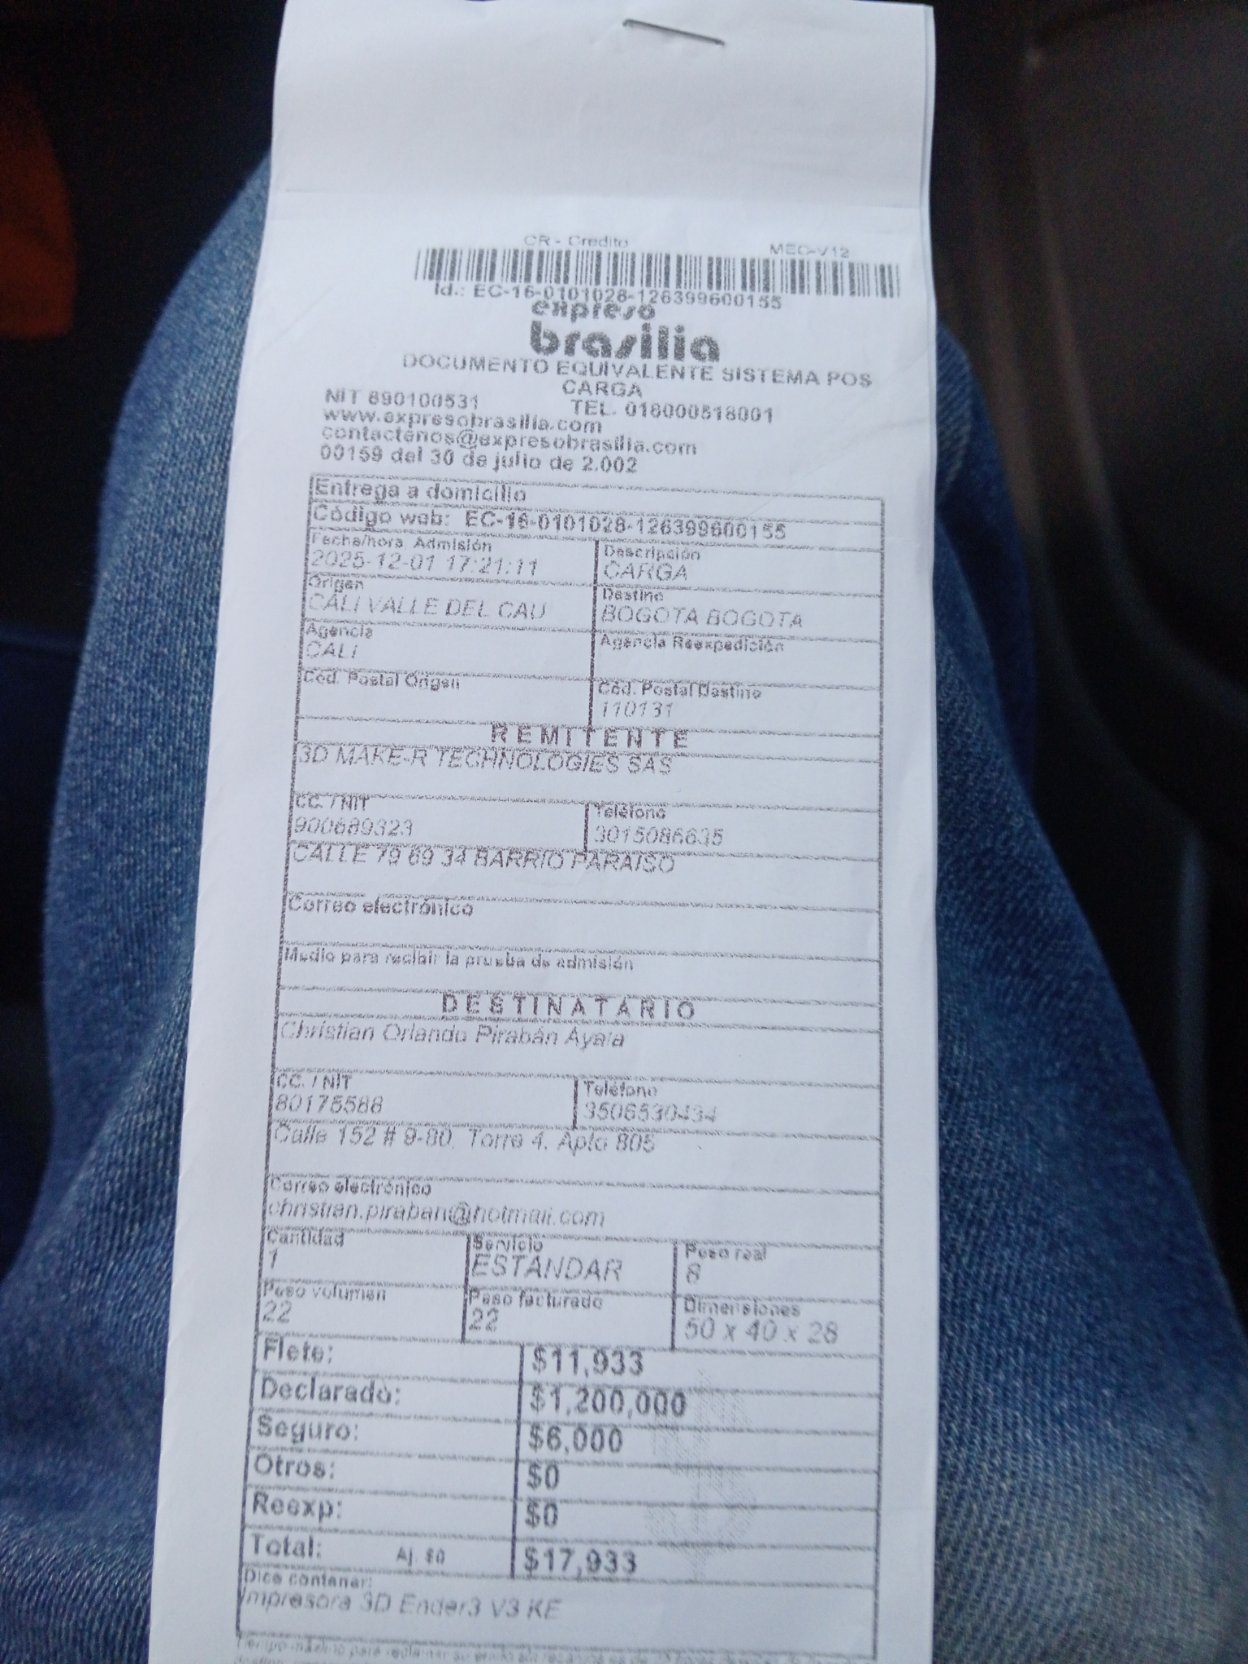 CR - Credito MEC-V12
Id.: EC-16-0101028-126399600155
expreso
brasilia
DOCUMENTO EQUIVALENTE SISTEMA POS
CARGA
NIT 890100531 TEL. 018000518001
www.expresobrasilia.com
contactenos@expresobrasilia.com
00159 del 30 de julio de 2.002
Entrega a domicilio
Código web: EC-16-0101028-126399600155
Fecha/hora Admisión Descripción
2025-12-01 17:21:11 CARGA
Origen Destino
CALI VALLE DEL CAU BOGOTA BOGOTA
Agencia Agencia Reexpedición
CALI
Cód. Postal Origen Cód. Postal Destino
110131
REMITENTE
3D MAKE-R TECHNOLOGIES SAS
CC. / NIT Teléfono
900689323 3015086635
CALLE 79 69 34 BARRIO PARAISO
Correo electrónico
Medio para recibir la prueba de admisión
DESTINATARIO
Christian Orlando Pirabán Ayala
CC. / NIT Teléfono
80175588 3506530434
Calle 152 # 9-80. Torre 4. Apto 805
Correo electrónico
christian.piraban@hotmail.com
Cantidad Servicio Peso real
1 ESTÁNDAR 8
Peso volumen Peso facturado Dimensiones
22 22 50 x 40 x 28
Flete: $11,933
Declarado: $1,200,000
Seguro: $6,000
Otros: $0
Reexp: $0
Total: Aj. $0 $17,933
Dice contener:
Impresora 3D Ender3 V3 KE